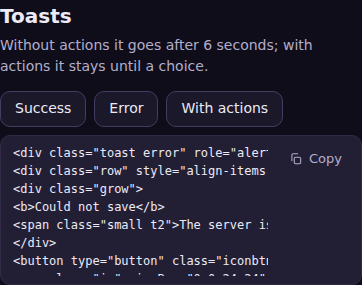 Toasts
Without actions it goes after 6 seconds; with
actions it stays until a choice.
Success Error With actions
Copy
<div class="toast error" role="aler
<div class="row" style="align-items
<div class="grow">
<b>Could not save</b>
<span class="small t2">The server i
</div>
<button type="button" class="iconbt